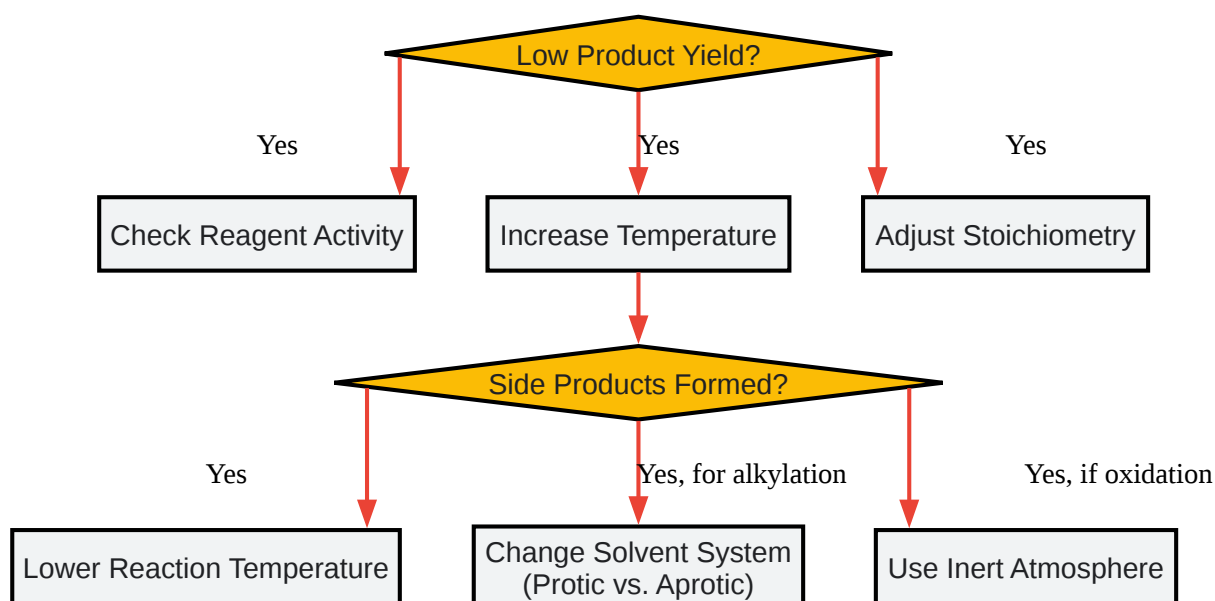 Low Product Yield?
Yes
Yes
Yes
Check Reagent Activity
Increase Temperature
Adjust Stoichiometry
Side Products Formed?
Yes
Yes, for alkylation
Yes, if oxidation
Lower Reaction Temperature
Change Solvent System
(Protic vs. Aprotic)
Use Inert Atmosphere